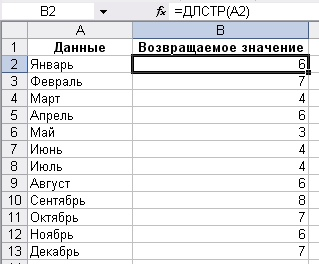 B2 fx =ДЛСТР(A2)
A B
1 Данные Возвращаемое значение
2 Январь 6
3 Февраль 7
4 Март 4
5 Апрель 6
6 Май 3
7 Июнь 4
8 Июль 4
9 Август 6
10 Сентябрь 8
11 Октябрь 7
12 Ноябрь 6
13 Декабрь 7